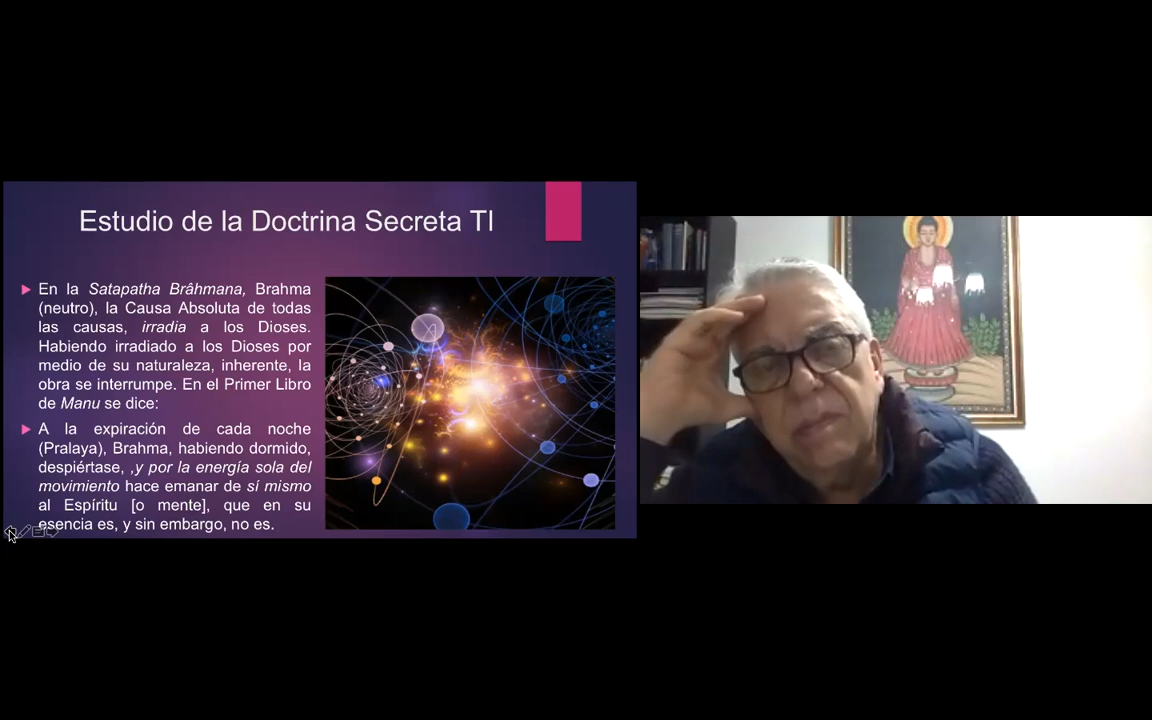 Estudio de la Doctrina Secreta TI
En la Satapatha Brâhmana, Brahma
(neutro), la Causa Absoluta de todas
las causas, irradia a los Dioses.
Habiendo irradiado a los Dioses por
medio de su naturaleza, inherente, la
obra se interrumpe. En el Primer Libro
de Manu se dice:
A la expiración de cada noche
(Pralaya), Brahma, habiendo dormido,
despiértase, ,y por la energía sola del
movimiento hace emanar de sí mismo
al Espíritu [o mente], que en su
esencia es, y sin embargo, no es.